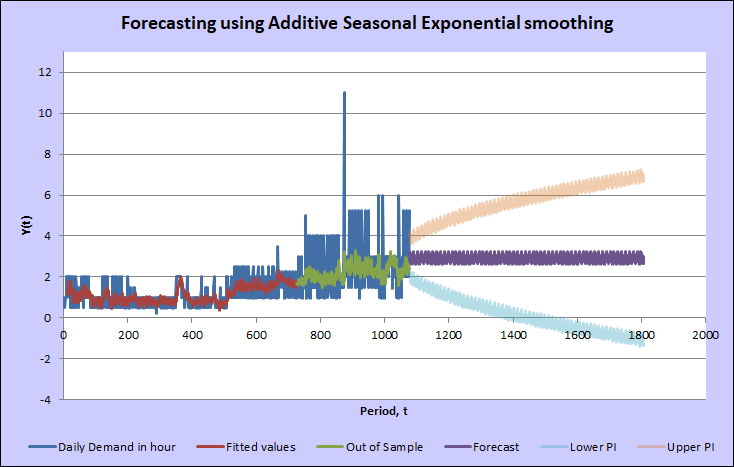 Forecasting using Additive Seasonal Exponential smoothing
12
10
8
6
4
2
0
-2
-4
Y(t)
0 200 400 600 800 1000 1200 1400 1600 1800 2000
Period, t
Daily Demand in hour Fitted values Out of Sample Forecast Lower PI Upper PI